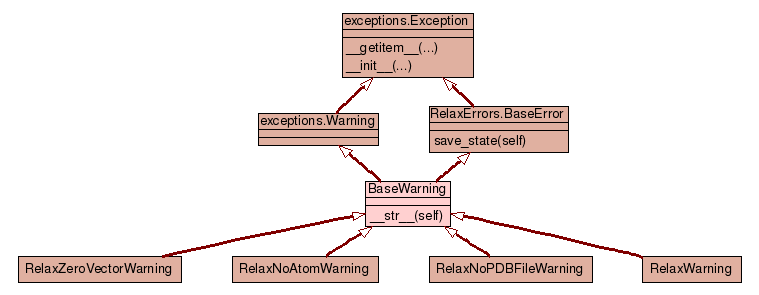 exceptions.Exception
__getitem__(...)
__init__(...)
exceptions.Warning
RelaxErrors.BaseError
save_state(self)
BaseWarning
__str__(self)
RelaxZeroVectorWarning
RelaxNoAtomWarning
RelaxNoPDBFileWarning
RelaxWarning